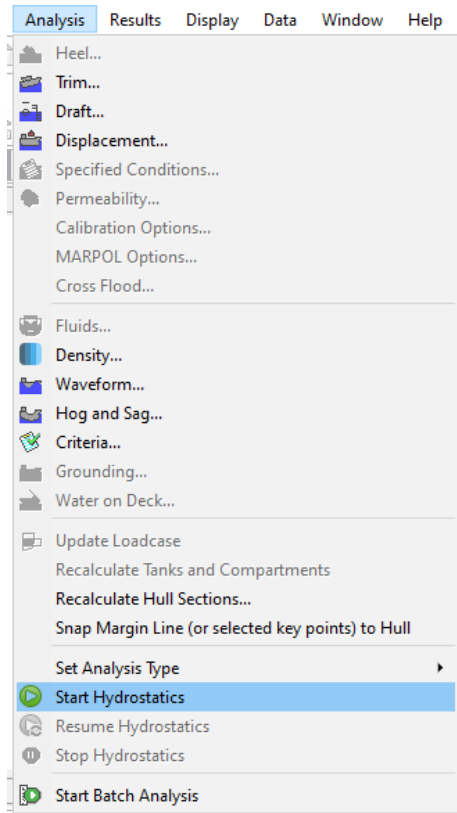 Analysis Results Display Data Window Help
Heel...
Trim...
Draft...
Displacement...
Specified Conditions...
Permeability...
Calibration Options...
MARPOL Options...
Cross Flood...
Fluids...
Density...
Waveform...
Hog and Sag...
Criteria...
Grounding...
Water on Deck...
Update Loadcase
Recalculate Tanks and Compartments
Recalculate Hull Sections...
Snap Margin Line (or selected key points) to Hull
Set Analysis Type
Start Hydrostatics
Resume Hydrostatics
Stop Hydrostatics
Start Batch Analysis